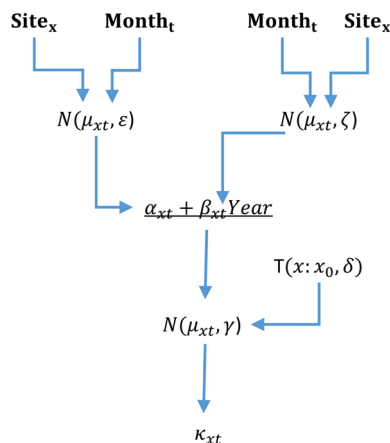 Site_x Month_t Month_t Site_x
N(μ_xt, ε) N(μ_xt, ζ)
α_xt + β_xt Year
T(x: x_0, δ)
N(μ_xt, γ)
κ_xt